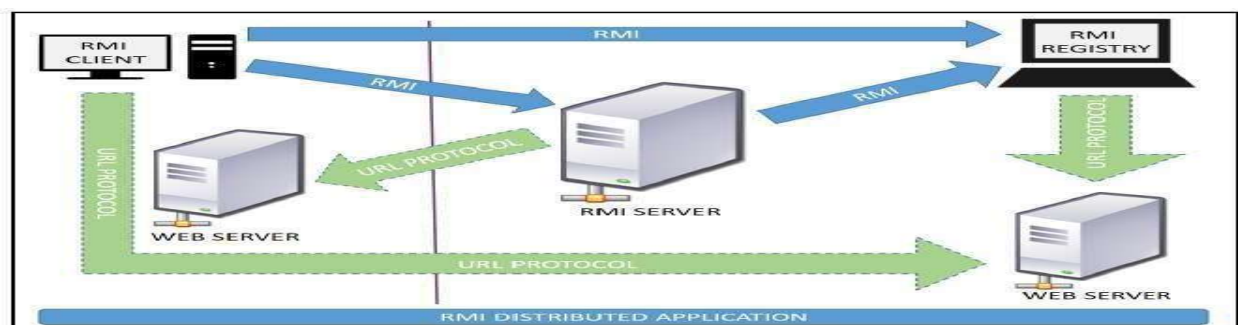 RMI
CLIENT
RMI
RMI
REGISTRY
RMI
RMI
URL PROTOCOL
URL PROTOCOL
URL PROTOCOL
RMI SERVER
WEB SERVER
URL PROTOCOL
WEB SERVER
RMI DISTRIBUTED APPLICATION